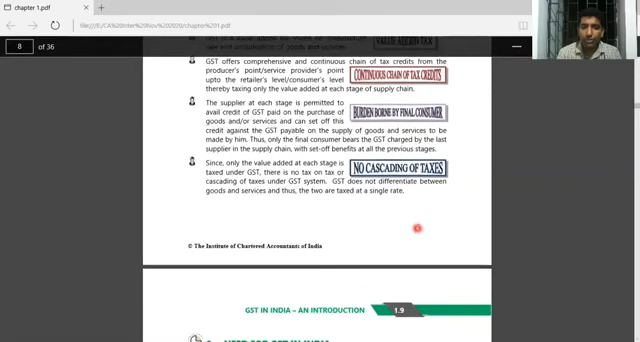 chapter 1.pdf
file:///E:/CA%20Inter/Nov%202020/chapter%201.pdf
8 of 36
VALUE ADDED TAX
GST offers comprehensive and continuous chain of tax credits from the
producer's point/service provider's point
upto the retailer's level/consumer's level
CONTINUOUS CHAIN OF TAX CREDITS
thereby taxing only the value added at each stage of supply chain.
The supplier at each stage is permitted to
avail credit of GST paid on the purchase of
goods and/or services and can set off this
BURDEN BORNE BY FINAL CONSUMER
credit against the GST payable on the supply of goods and services to be
made by him. Thus, only the final consumer bears the GST charged by the last
supplier in the supply chain, with set-off benefits at all the previous stages.
Since, only the value added at each stage is
taxed under GST, there is no tax on tax or
NO CASCADING OF TAXES
cascading of taxes under GST system. GST does not differentiate between
goods and services and thus, the two are taxed at a single rate.
© The Institute of Chartered Accountants of India
GST IN INDIA – AN INTRODUCTION
1.9
NEED FOR GST IN INDIA